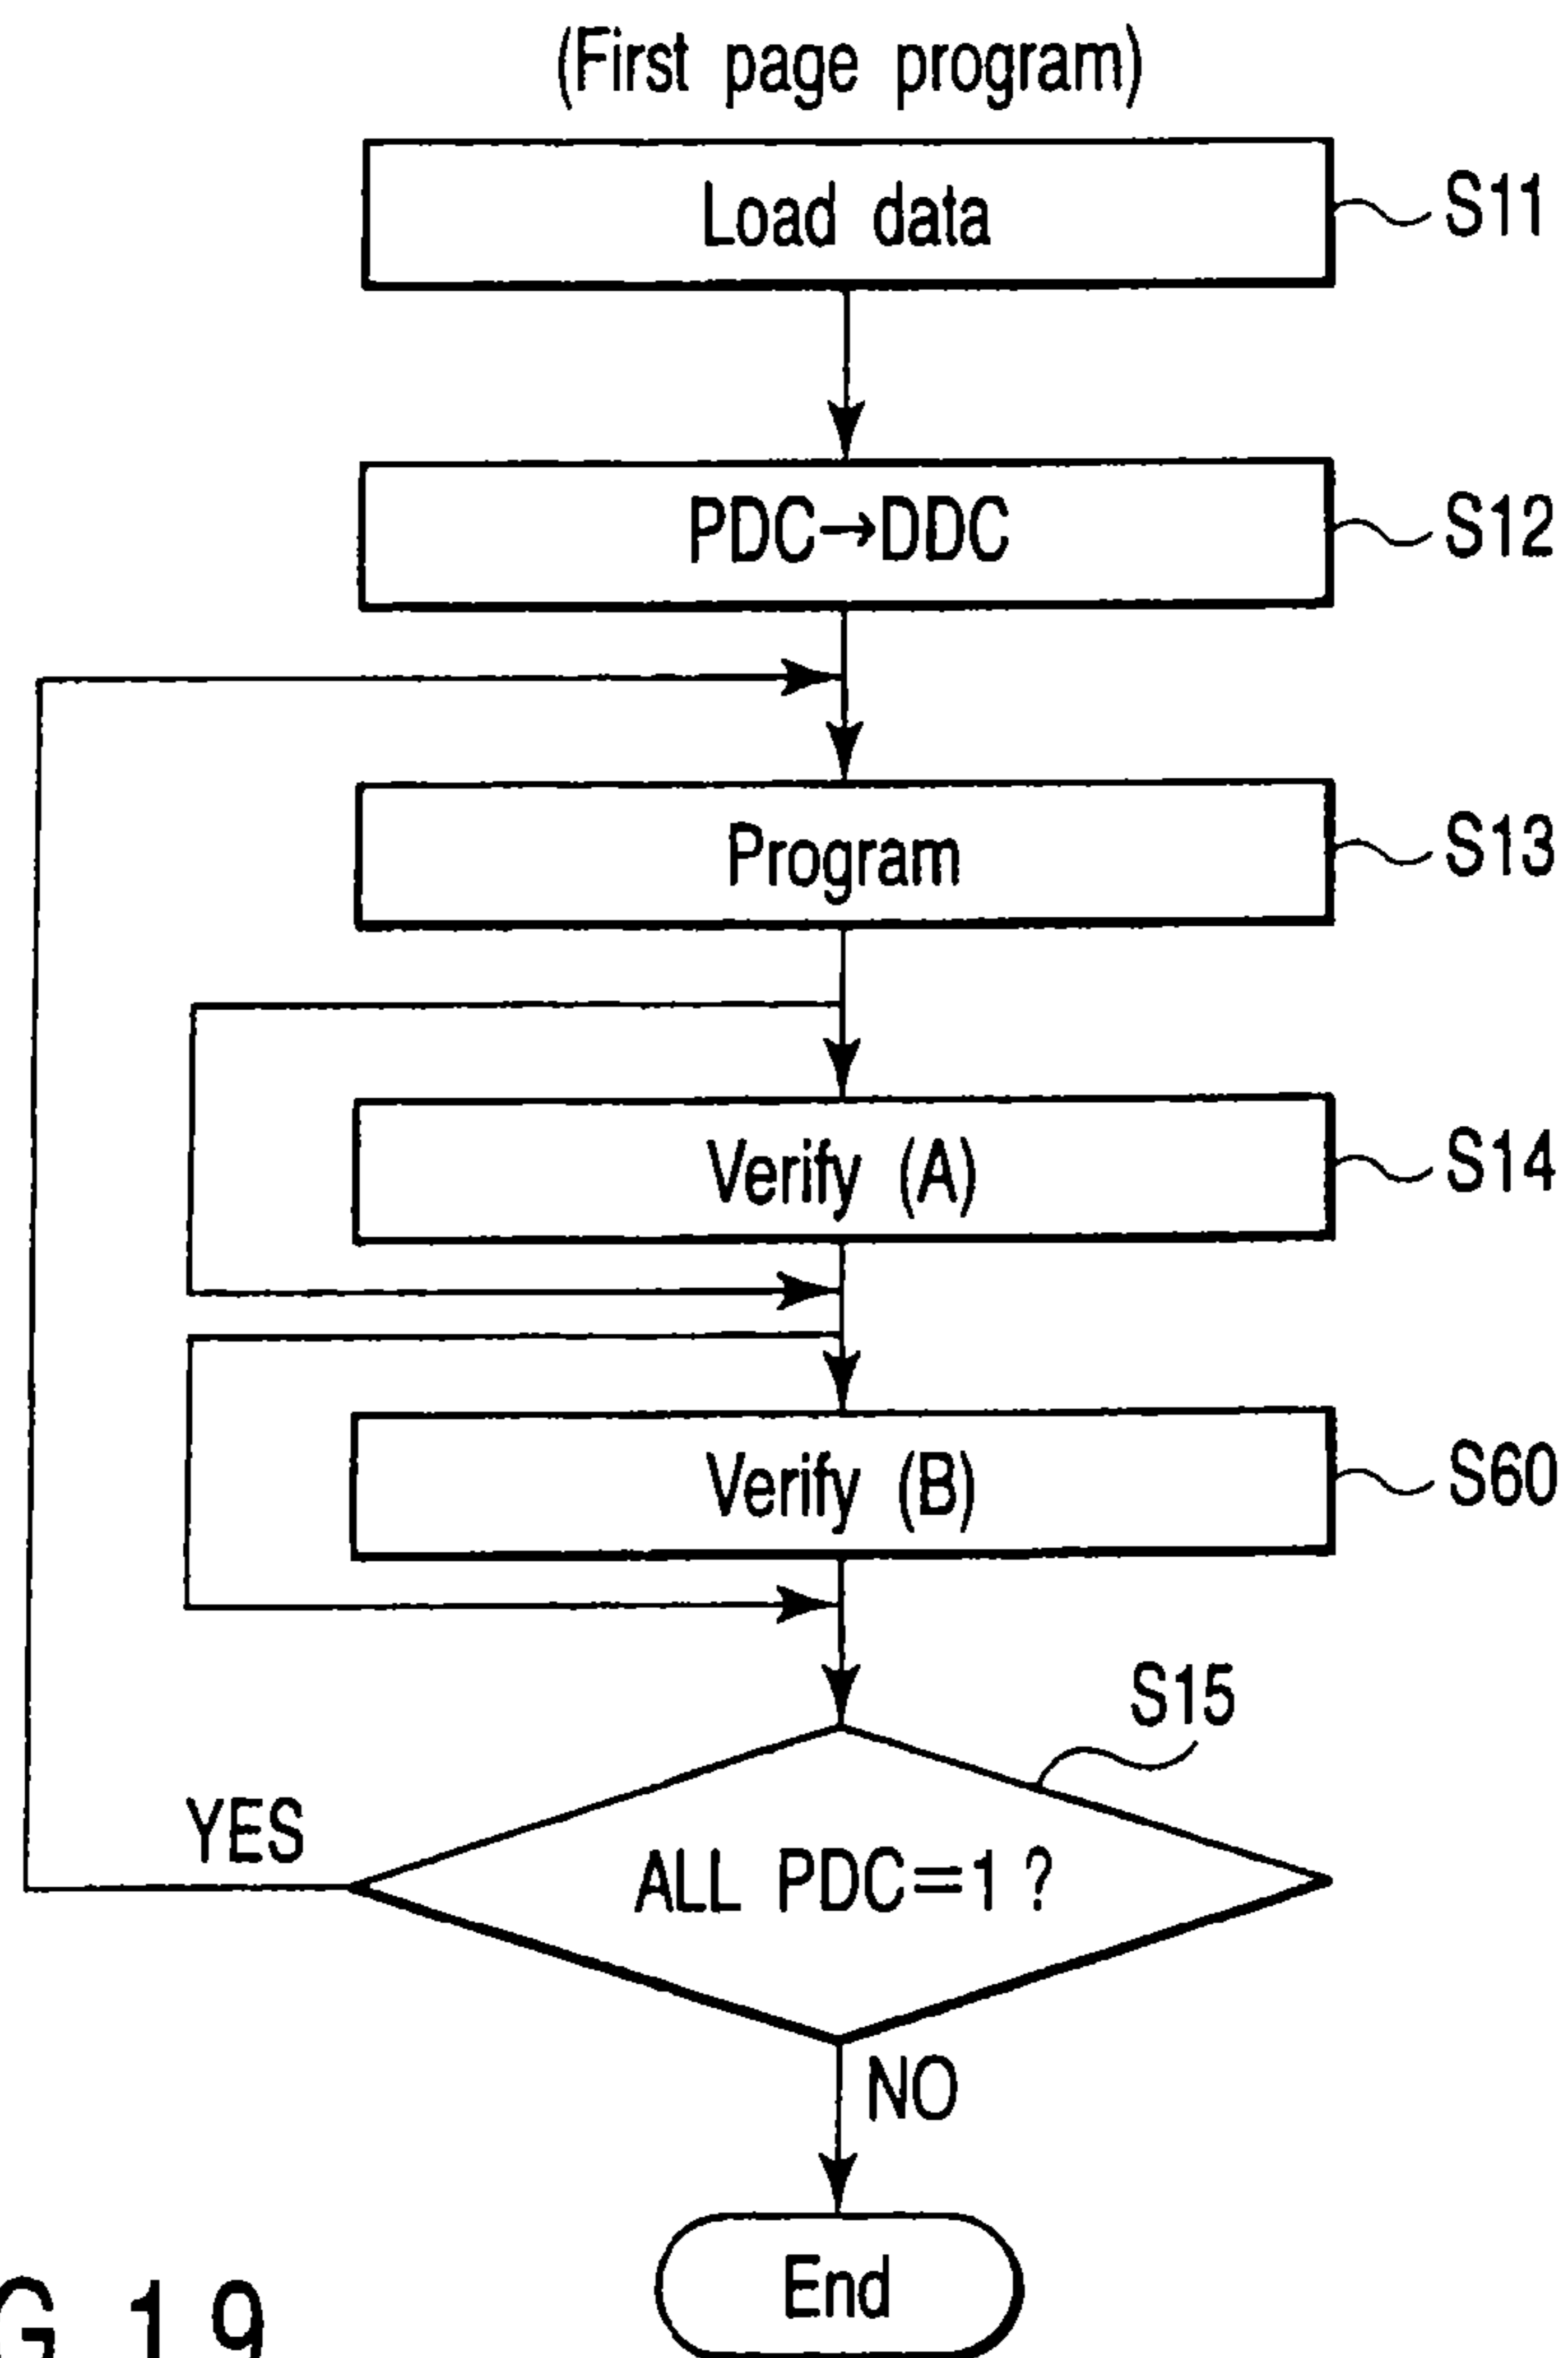 (First page program)
Load data
S11
PDC→DDC
S12
Program
S13
Verify (A)
S14
Verify (B)
S60
S15
YES
ALL PDC=1?
NO
End
G 19